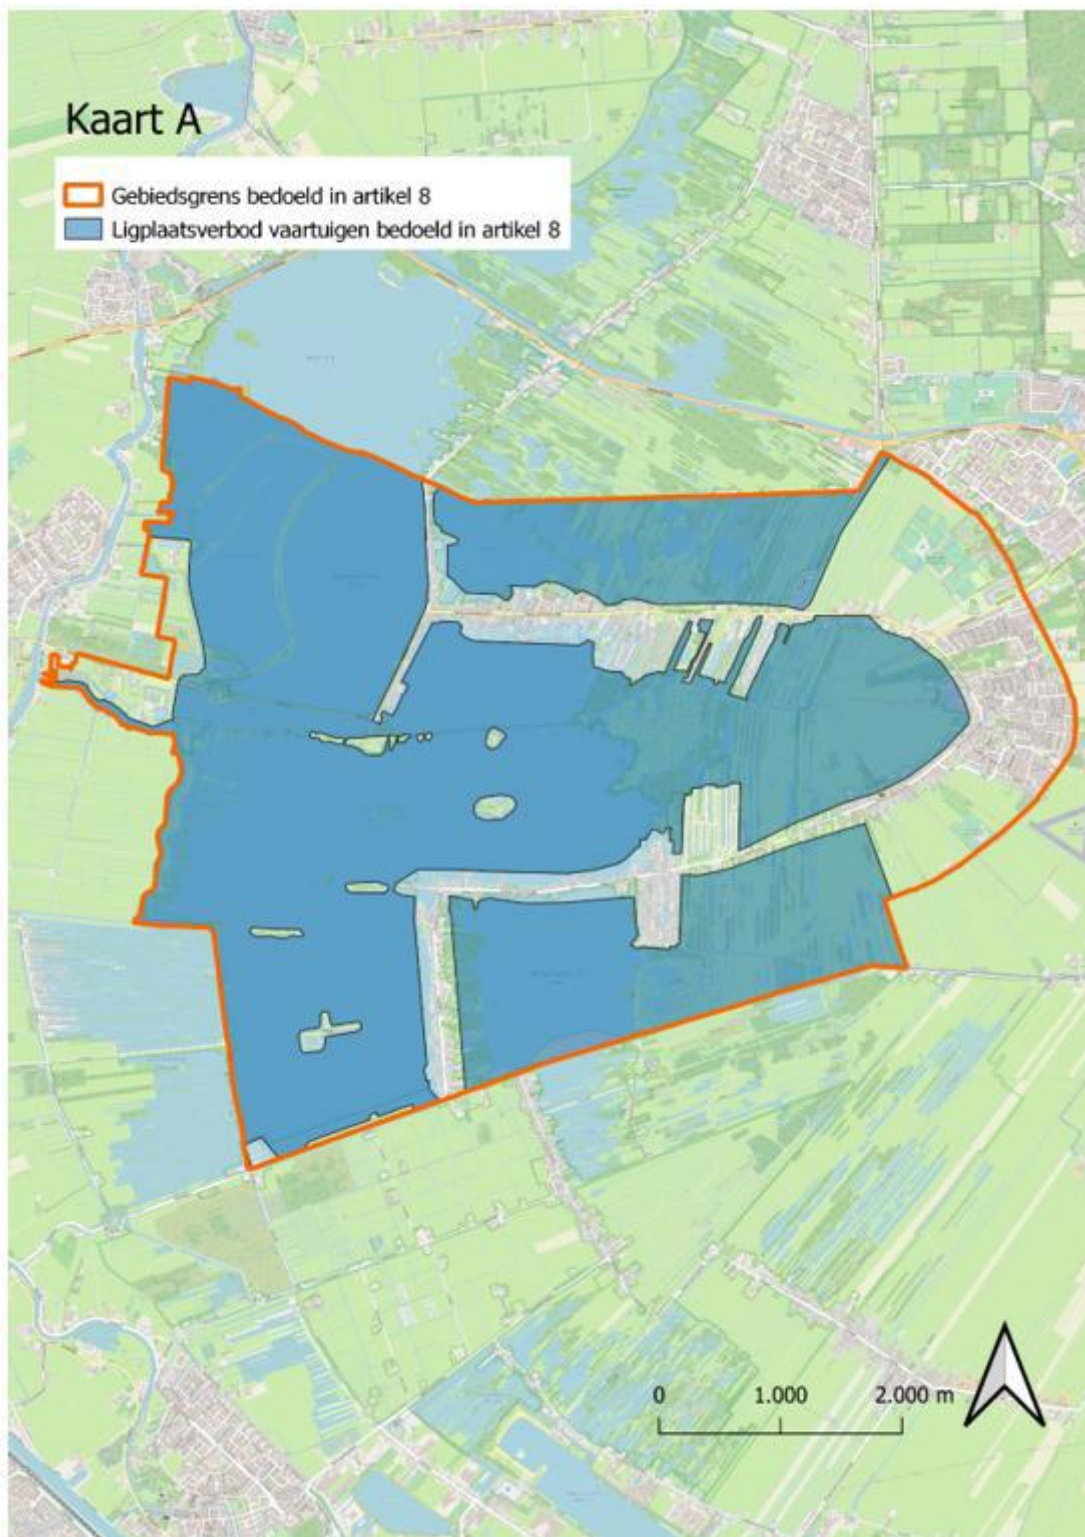 Kaart A
Gebiedsgrens bedoeld in artikel 8
Ligplaatsverbod vaartuigen bedoeld in artikel 8
0 1.000 2.000 m